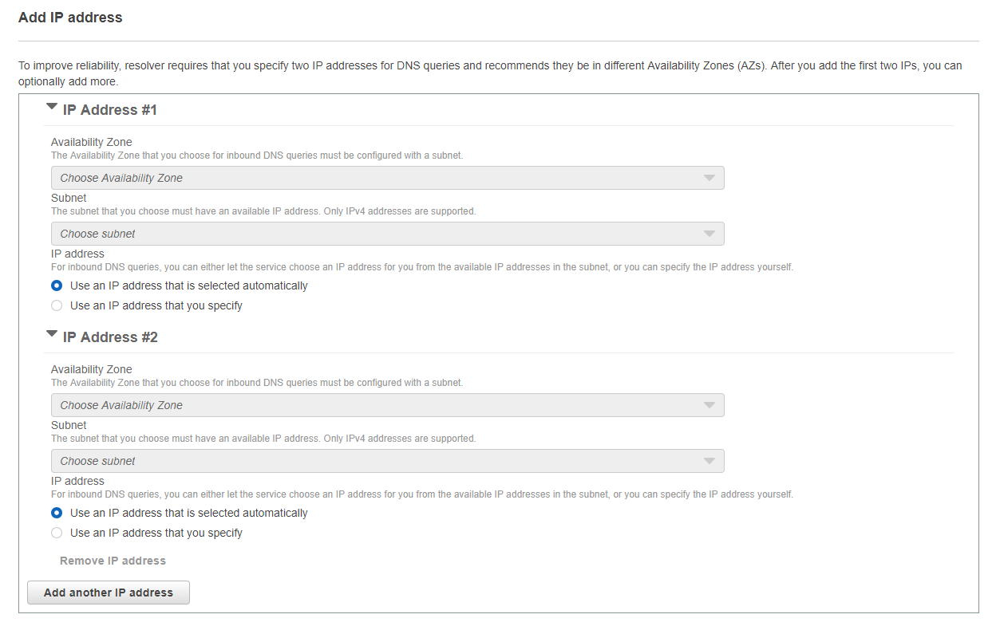 Add IP address
To improve reliability, resolver requires that you specify two IP addresses for DNS queries and recommends they be in different Availability Zones (AZs). After you add the first two IPs, you can
optionally add more.
IP Address #1
Availability Zone
The Availability Zone that you choose for inbound DNS queries must be configured with a subnet.
Choose Availability Zone
Subnet
The subnet that you choose must have an available IP address. Only IPv4 addresses are supported.
Choose subnet
IP address
For inbound DNS queries, you can either let the service choose an IP address for you from the available IP addresses in the subnet, or you can specify the IP address yourself.
Use an IP address that is selected automatically
Use an IP address that you specify
IP Address #2
Availability Zone
The Availability Zone that you choose for inbound DNS queries must be configured with a subnet.
Choose Availability Zone
Subnet
The subnet that you choose must have an available IP address. Only IPv4 addresses are supported.
Choose subnet
IP address
For inbound DNS queries, you can either let the service choose an IP address for you from the available IP addresses in the subnet, or you can specify the IP address yourself.
Use an IP address that is selected automatically
Use an IP address that you specify
Remove IP address
Add another IP address